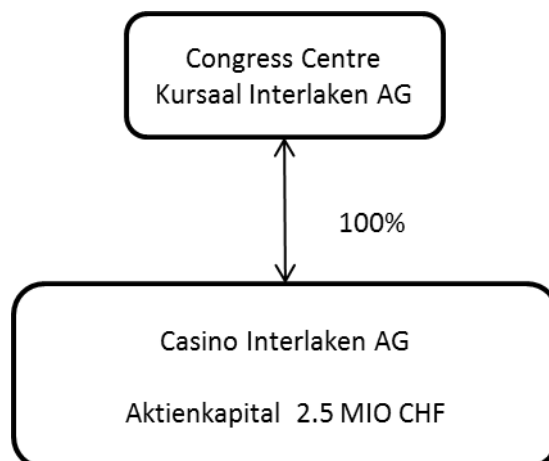 Congress Centre
Kursaal Interlaken AG
100%
Casino Interlaken AG
Aktienkapital 2.5 MIO CHF